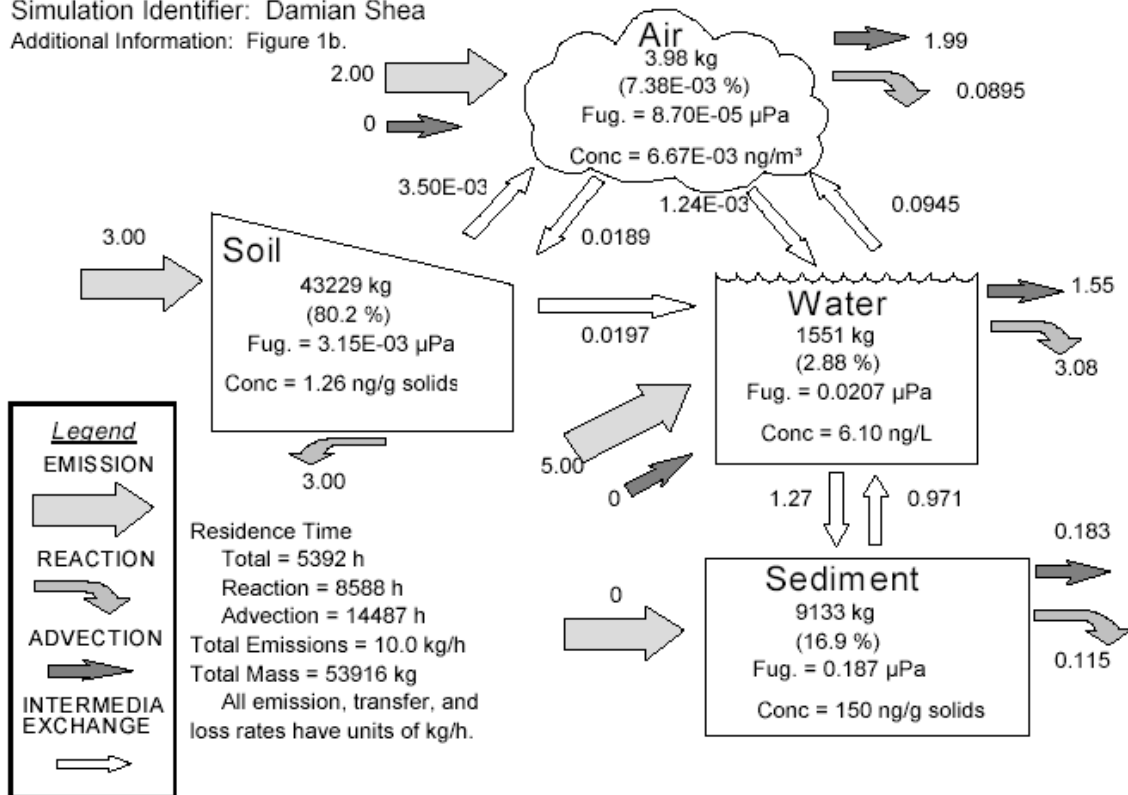 Simulation Identifier: Damian Shea
Additional Information: Figure 1b.
Air
3.98 kg
(7.38E-03 %)
Fug. = 8.70E-05 µPa
Conc = 6.67E-03 ng/m³
2.00
0
1.99
0.0895
3.50E-03
0.0189
1.24E-03
0.0945
3.00
Soil
43229 kg
(80.2 %)
Fug. = 3.15E-03 µPa
Conc = 1.26 ng/g solids
3.00
0.0197
Water
1551 kg
(2.88 %)
Fug. = 0.0207 µPa
Conc = 6.10 ng/L
1.55
3.08
5.00
0
1.27
0.971
Sediment
9133 kg
(16.9 %)
Fug. = 0.187 µPa
Conc = 150 ng/g solids
0
0.183
0.115
Legend
EMISSION
REACTION
ADVECTION
INTERMEDIA
EXCHANGE
Residence Time
Total = 5392 h
Reaction = 8588 h
Advection = 14487 h
Total Emissions = 10.0 kg/h
Total Mass = 53916 kg
All emission, transfer, and
loss rates have units of kg/h.